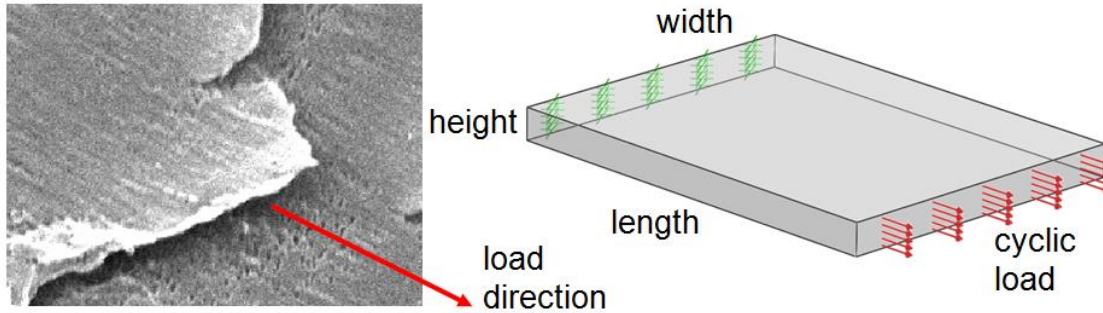 width
height
length
load
direction
cyclic
load